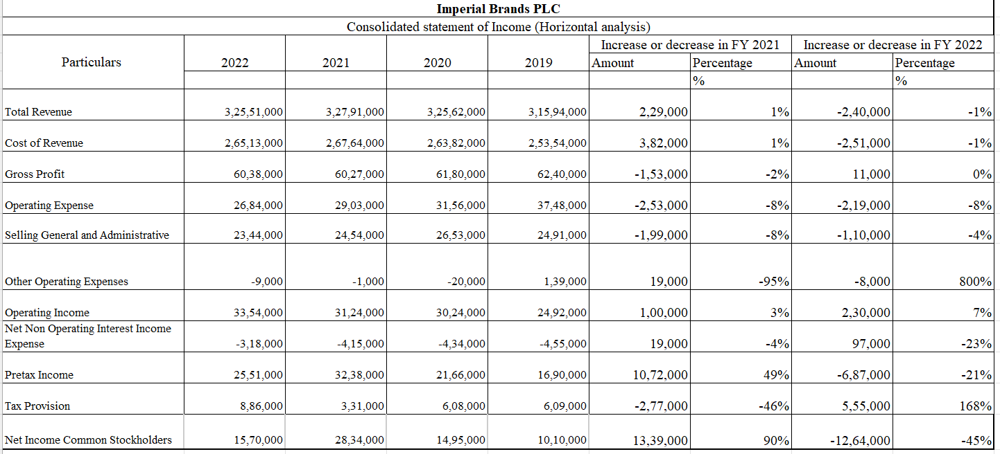 Imperial Brands PLC
Consolidated statement of Income (Horizontal analysis)
Particulars 2022 2021 2020 2019 Increase or decrease in FY 2021 Increase or decrease in FY 2022
Amount Percentage Amount Percentage
% %
Total Revenue 3,25,51,000 3,27,91,000 3,25,62,000 3,15,94,000 2,29,000 1% -2,40,000 -1%
Cost of Revenue 2,65,13,000 2,67,64,000 2,63,82,000 2,53,54,000 3,82,000 1% -2,51,000 -1%
Gross Profit 60,38,000 60,27,000 61,80,000 62,40,000 -1,53,000 -2% 11,000 0%
Operating Expense 26,84,000 29,03,000 31,56,000 37,48,000 -2,53,000 -8% -2,19,000 -8%
Selling General and Administrative 23,44,000 24,54,000 26,53,000 24,91,000 -1,99,000 -8% -1,10,000 -4%
Other Operating Expenses -9,000 -1,000 -20,000 1,39,000 19,000 -95% -8,000 800%
Operating Income 33,54,000 31,24,000 30,24,000 24,92,000 1,00,000 3% 2,30,000 7%
Net Non Operating Interest Income
Expense -3,18,000 -4,15,000 -4,34,000 -4,55,000 19,000 -4% 97,000 -23%
Pretax Income 25,51,000 32,38,000 21,66,000 16,90,000 10,72,000 49% -6,87,000 -21%
Tax Provision 8,86,000 3,31,000 6,08,000 6,09,000 -2,77,000 -46% 5,55,000 168%
Net Income Common Stockholders 15,70,000 28,34,000 14,95,000 10,10,000 13,39,000 90% -12,64,000 -45%